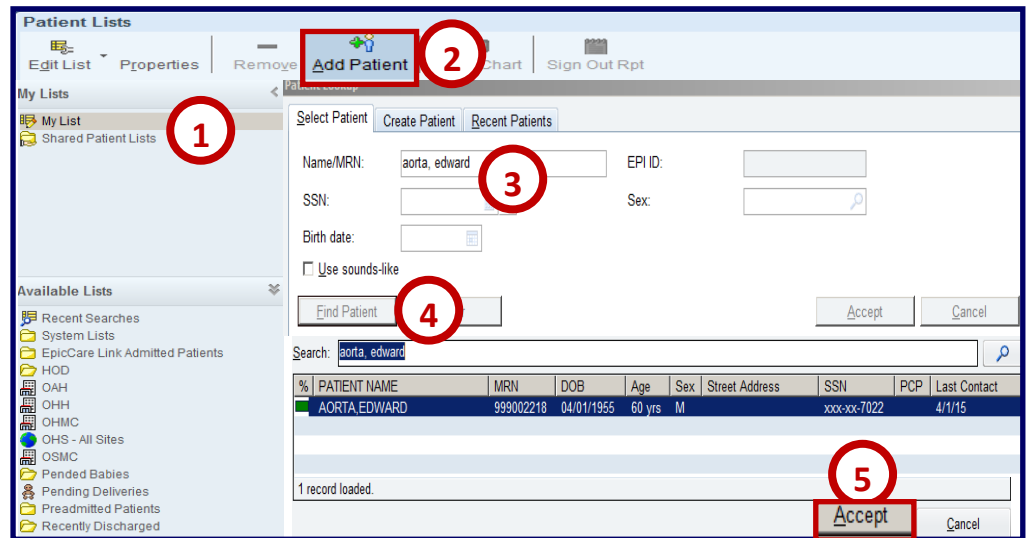 Patient Lists
Edit List Properties Remove Add Patient 2 Chart Sign Out Rpt
My Lists
My List
Shared Patient Lists
1
Patient Lookup
Select Patient Create Patient Recent Patients
Name/MRN: aorta, edward EPI ID:
3
SSN: Sex:
Birth date:
Use sounds-like
Find Patient 4 Accept Cancel
Available Lists
Recent Searches
System Lists
EpicCare Link Admitted Patients
HOD
OAH
OHH
OHMC
OHS - All Sites
OSMC
Pended Babies
Pending Deliveries
Preadmitted Patients
Recently Discharged
Search: aorta, edward
% PATIENT NAME MRN DOB Age Sex Street Address SSN PCP Last Contact
AORTA,EDWARD 999002218 04/01/1955 60 yrs M xxx-xx-7022 4/1/15
1 record loaded.
5
Accept Cancel